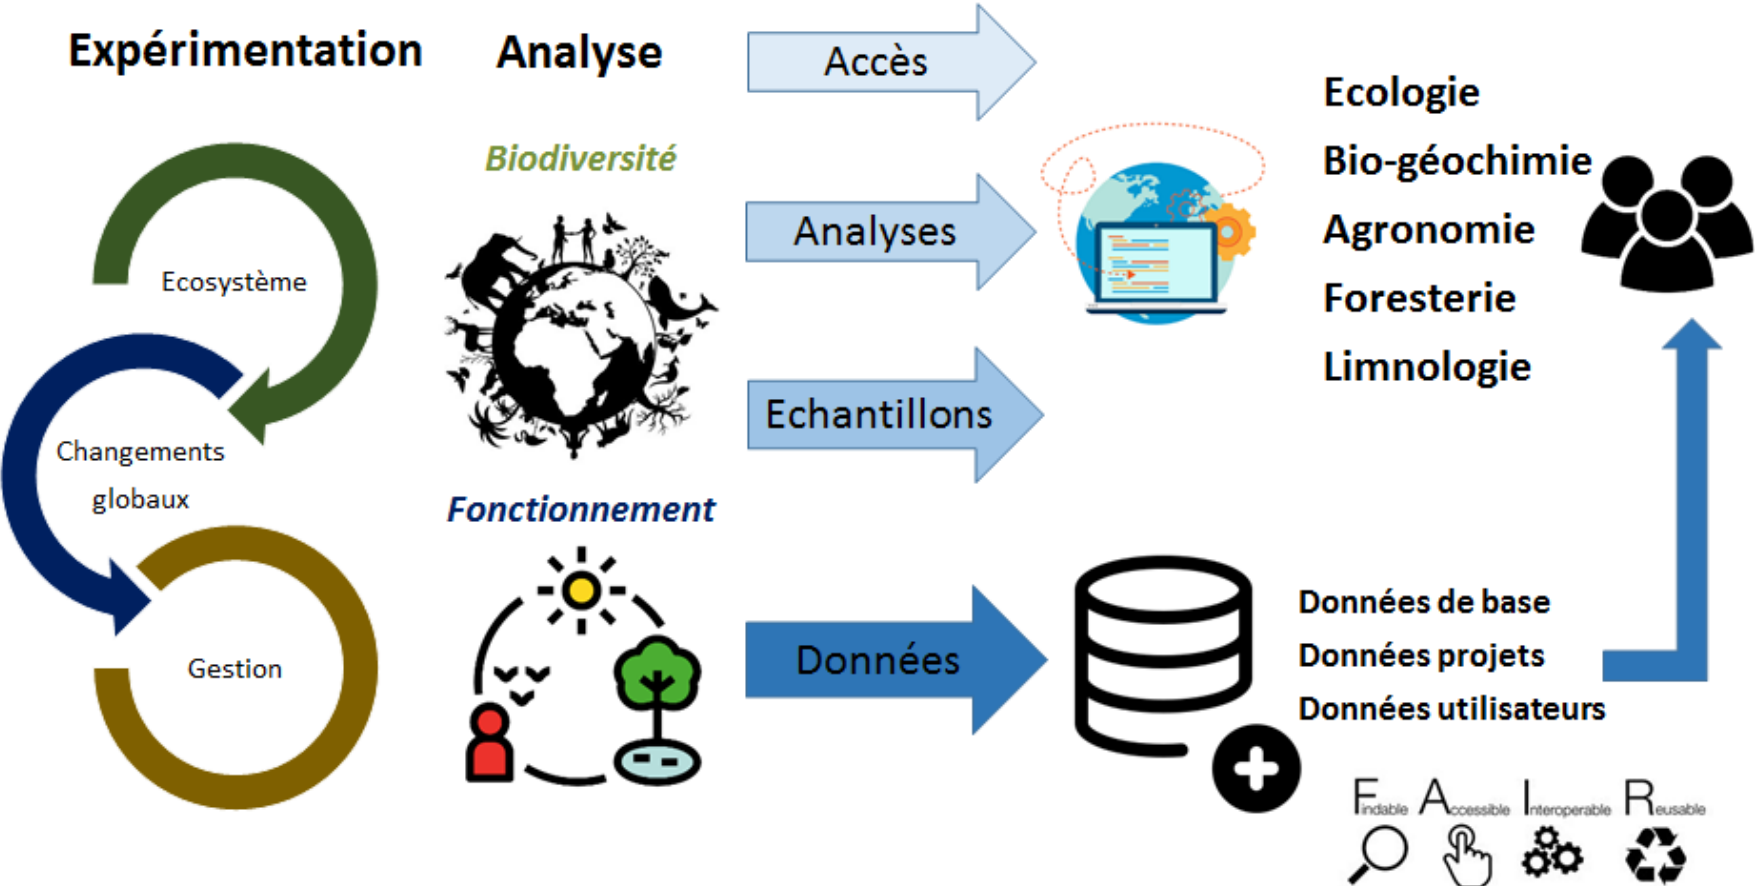 Expérimentation
Analyse
Accès
Ecologie
Bio-géochimie
Agronomie
Foresterie
Limnologie
Biodiversité
Analyses
Ecosystème
Echantillons
Changements
globaux
Fonctionnement
Gestion
Données
Données de base
Données projets
Données utilisateurs
Findable Accessible Interoperable Reusable